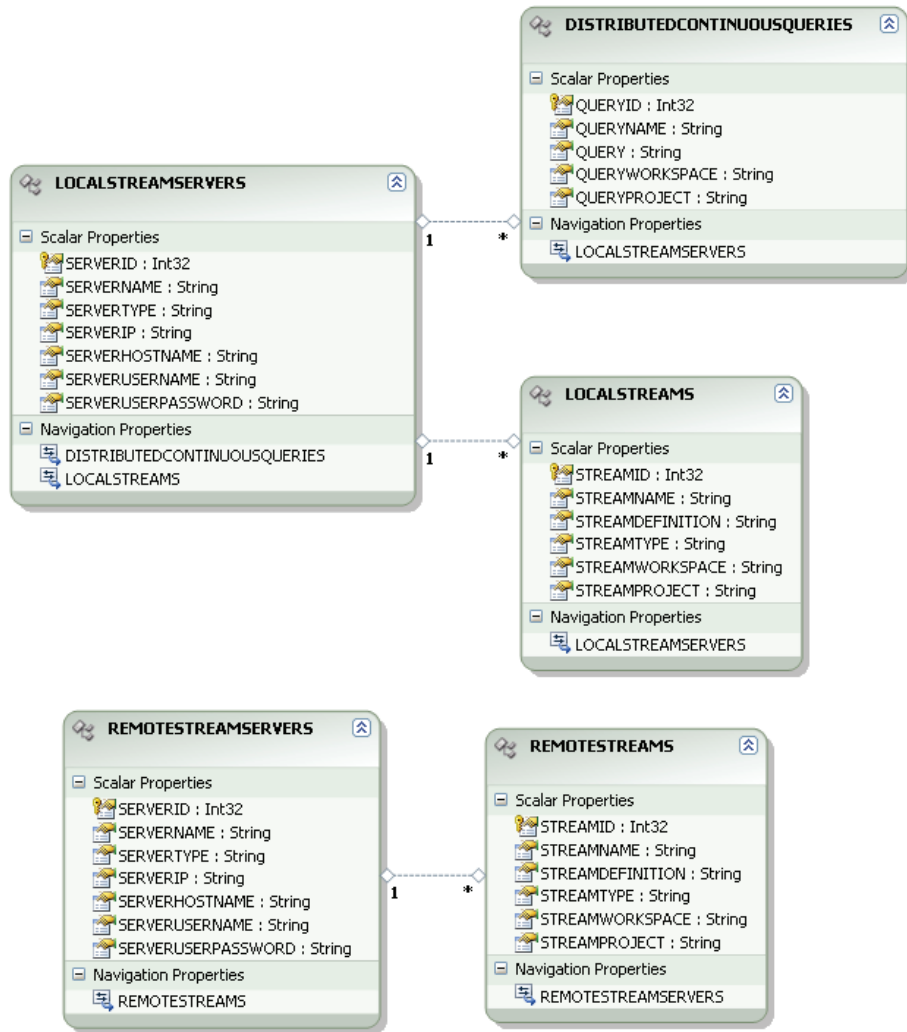 DISTRIBUTEDCONTINUOUSQUERIES
Scalar Properties
QUERYID : Int32
QUERYNAME : String
QUERY : String
QUERYWORKSPACE : String
QUERYPROJECT : String
Navigation Properties
LOCALSTREAMSERVERS
LOCALSTREAMSERVERS
Scalar Properties
SERVERID : Int32
SERVERNAME : String
SERVERTYPE : String
SERVERIP : String
SERVERHOSTNAME : String
SERVERUSERNAME : String
SERVERUSERPASSWORD : String
Navigation Properties
DISTRIBUTEDCONTINUOUSQUERIES
LOCALSTREAMS
1 *
1 *
LOCALSTREAMS
Scalar Properties
STREAMID : Int32
STREAMNAME : String
STREAMDEFINITION : String
STREAMTYPE : String
STREAMWORKSPACE : String
STREAMPROJECT : String
Navigation Properties
LOCALSTREAMSERVERS
REMOTESTREAMSERVERS
Scalar Properties
SERVERID : Int32
SERVERNAME : String
SERVERTYPE : String
SERVERIP : String
SERVERHOSTNAME : String
SERVERUSERNAME : String
SERVERUSERPASSWORD : String
Navigation Properties
REMOTESTREAMS
1 *
REMOTESTREAMS
Scalar Properties
STREAMID : Int32
STREAMNAME : String
STREAMDEFINITION : String
STREAMTYPE : String
STREAMWORKSPACE : String
STREAMPROJECT : String
Navigation Properties
REMOTESTREAMSERVERS